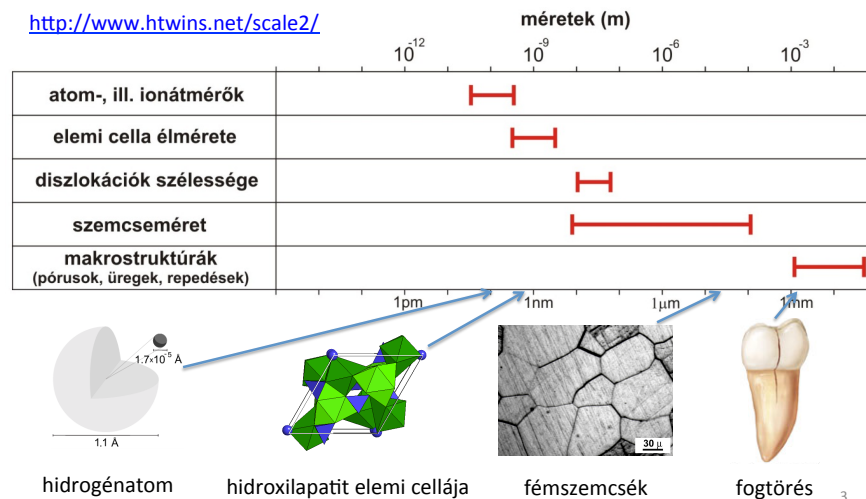 http://www.htwins.net/scale2/
méretek (m)
10⁻¹² 10⁻⁹ 10⁻⁶ 10⁻³
atom-, ill. ionátmérők
elemi cella élmérete
diszlokációk szélessége
szemcseméret
makrostruktúrák
(pórusok, üregek, repedések)
1pm 1nm 1μm 1mm
1.7×10⁻⁵ Å
1.1 Å
30 μ
hidrogénatom hidroxilapatit elemi cellája fémszemcsék fogtörés
3